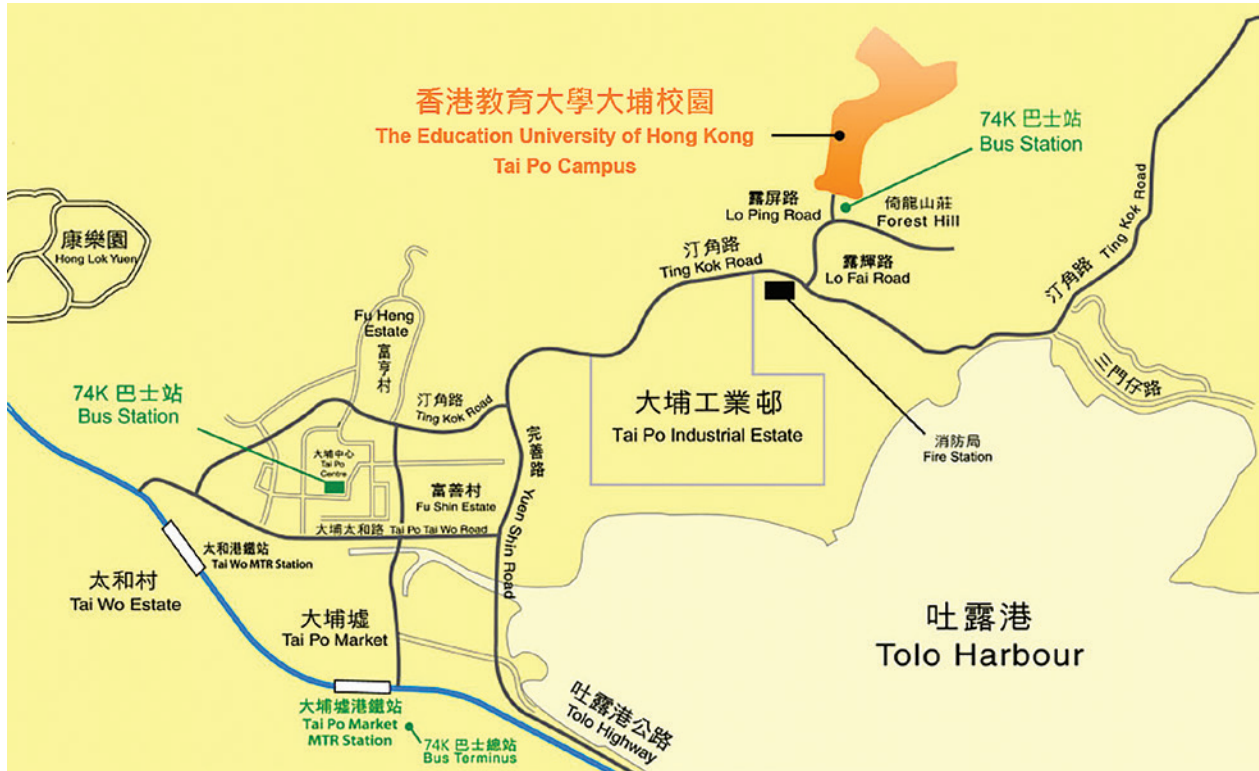 香港教育大學大埔校園
The Education University of Hong Kong
Tai Po Campus
74K 巴士站
Bus Station
露屏路
Lo Ping Road
倚龍山莊
Forest Hill
汀角路
Ting Kok Road
露輝路
Lo Fai Road
汀角路 Ting Kok Road
康樂園
Hong Lok Yuen
Fu Heng
Estate
富亨村
74K 巴士站
Bus Station
汀角路
Ting Kok Road
三門仔路
大埔工業邨
Tai Po Industrial Estate
大埔中心
Tai Po
Centre
完善路 Yuen Shin Road
消防局
Fire Station
富善村
Fu Shin Estate
大埔太和路 Tai Po Tai Wo Road
太和港鐵站
Tai Wo MTR Station
太和村
Tai Wo Estate
大埔墟
Tai Po Market
吐露港
Tolo Harbour
大埔墟港鐵站
Tai Po Market
MTR Station
74K 巴士總站
Bus Terminus
吐露港公路
Tolo Highway